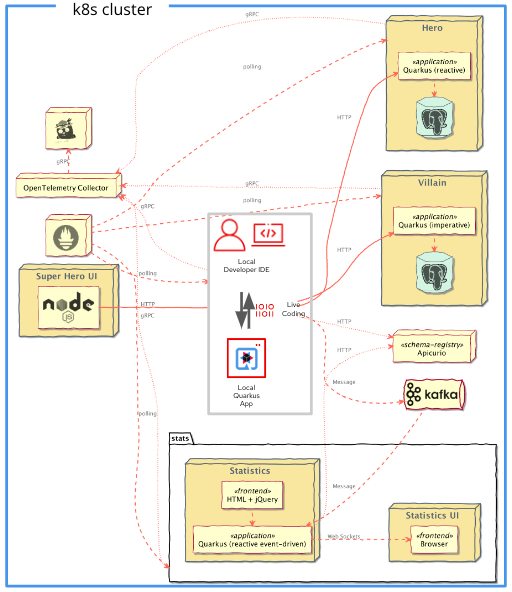 k8s cluster
gRPC
Hero
«application»
Quarkus (reactive)
polling
HTTP
gRPC
OpenTelemetry Collector
gRPC
Villain
polling
gRPC
«application»
Quarkus (imperative)
HTTP
Local
Developer IDE
polling
Super Hero UI
node
JS
HTTP
gRPC
1010
11011
Live
Coding
HTTP
HTTP
«schema-registry»
Apicurio
Local
Quarkus
App
Message
kafka
polling
stats
Statistics
«frontend»
HTML + jQuery
Message
«application»
Quarkus (reactive event-driven)
Web Sockets
Statistics UI
«frontend»
Browser